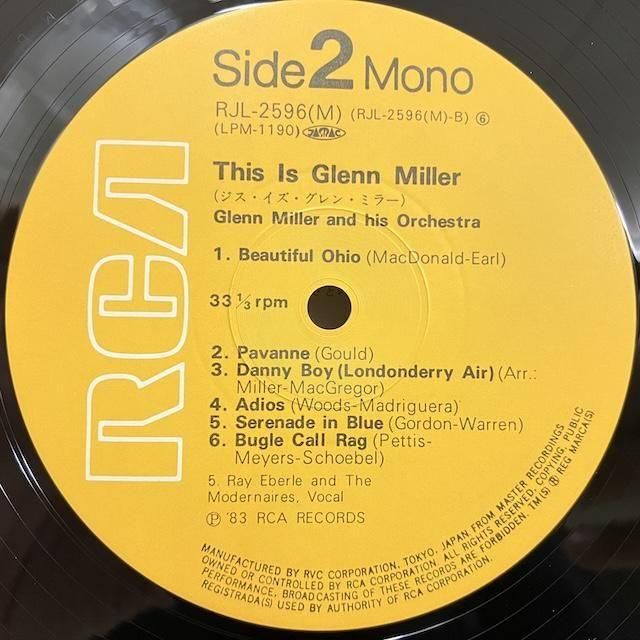 Side 2 Mono
RJL-2596(M) (RJL-2596(M)-B) ⑥
(LPM-1190) JASRAC
This Is Glenn Miller
(ジス・イズ・グレン・ミラー)
Glenn Miller and his Orchestra
1. Beautiful Ohio (MacDonald-Earl)
33 1/3 rpm
2. Pavanne (Gould)
3. Danny Boy (Londonderry Air) (Arr.:
Miller-MacGregor)
4. Adios (Woods-Madriguera)
5. Serenade in Blue (Gordon-Warren)
6. Bugle Call Rag (Pettis-
Meyers-Schoebel)
5. Ray Eberle and The
Modernaires, Vocal
Ⓟ '83 RCA RECORDS
RCA
MANUFACTURED BY RVC CORPORATION, TOKYO, JAPAN, FROM MASTER RECORDINGS
OWNED OR CONTROLLED BY RCA CORPORATION. ALL RIGHTS RESERVED, COPYING, PUBLIC
PERFORMANCE, BROADCASTING OF THESE RECORDS ARE FORBIDDEN. TM(S) ® REG MARCA(S)
REGISTRADA(S) USED BY AUTHORITY OF RCA CORPORATION.